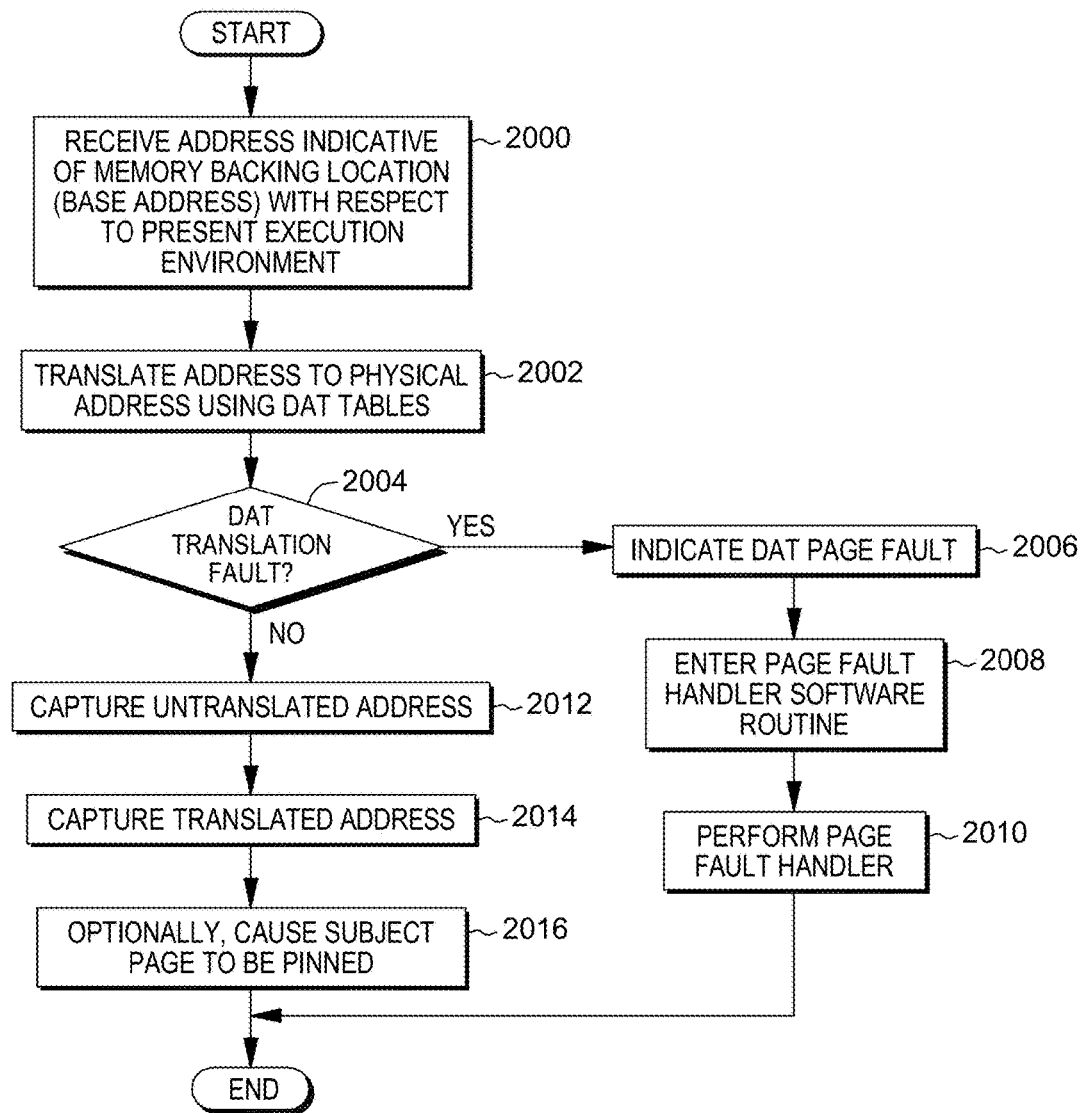 START
RECEIVE ADDRESS INDICATIVE
OF MEMORY BACKING LOCATION
(BASE ADDRESS) WITH RESPECT
TO PRESENT EXECUTION
ENVIRONMENT
2000
TRANSLATE ADDRESS TO PHYSICAL
ADDRESS USING DAT TABLES
2002
DAT
TRANSLATION
FAULT?
2004
YES
INDICATE DAT PAGE FAULT
2006
ENTER PAGE FAULT
HANDLER SOFTWARE
ROUTINE
2008
PERFORM PAGE
FAULT HANDLER
2010
NO
CAPTURE UNTRANSLATED ADDRESS
2012
CAPTURE TRANSLATED ADDRESS
2014
OPTIONALLY, CAUSE SUBJECT
PAGE TO BE PINNED
2016
END